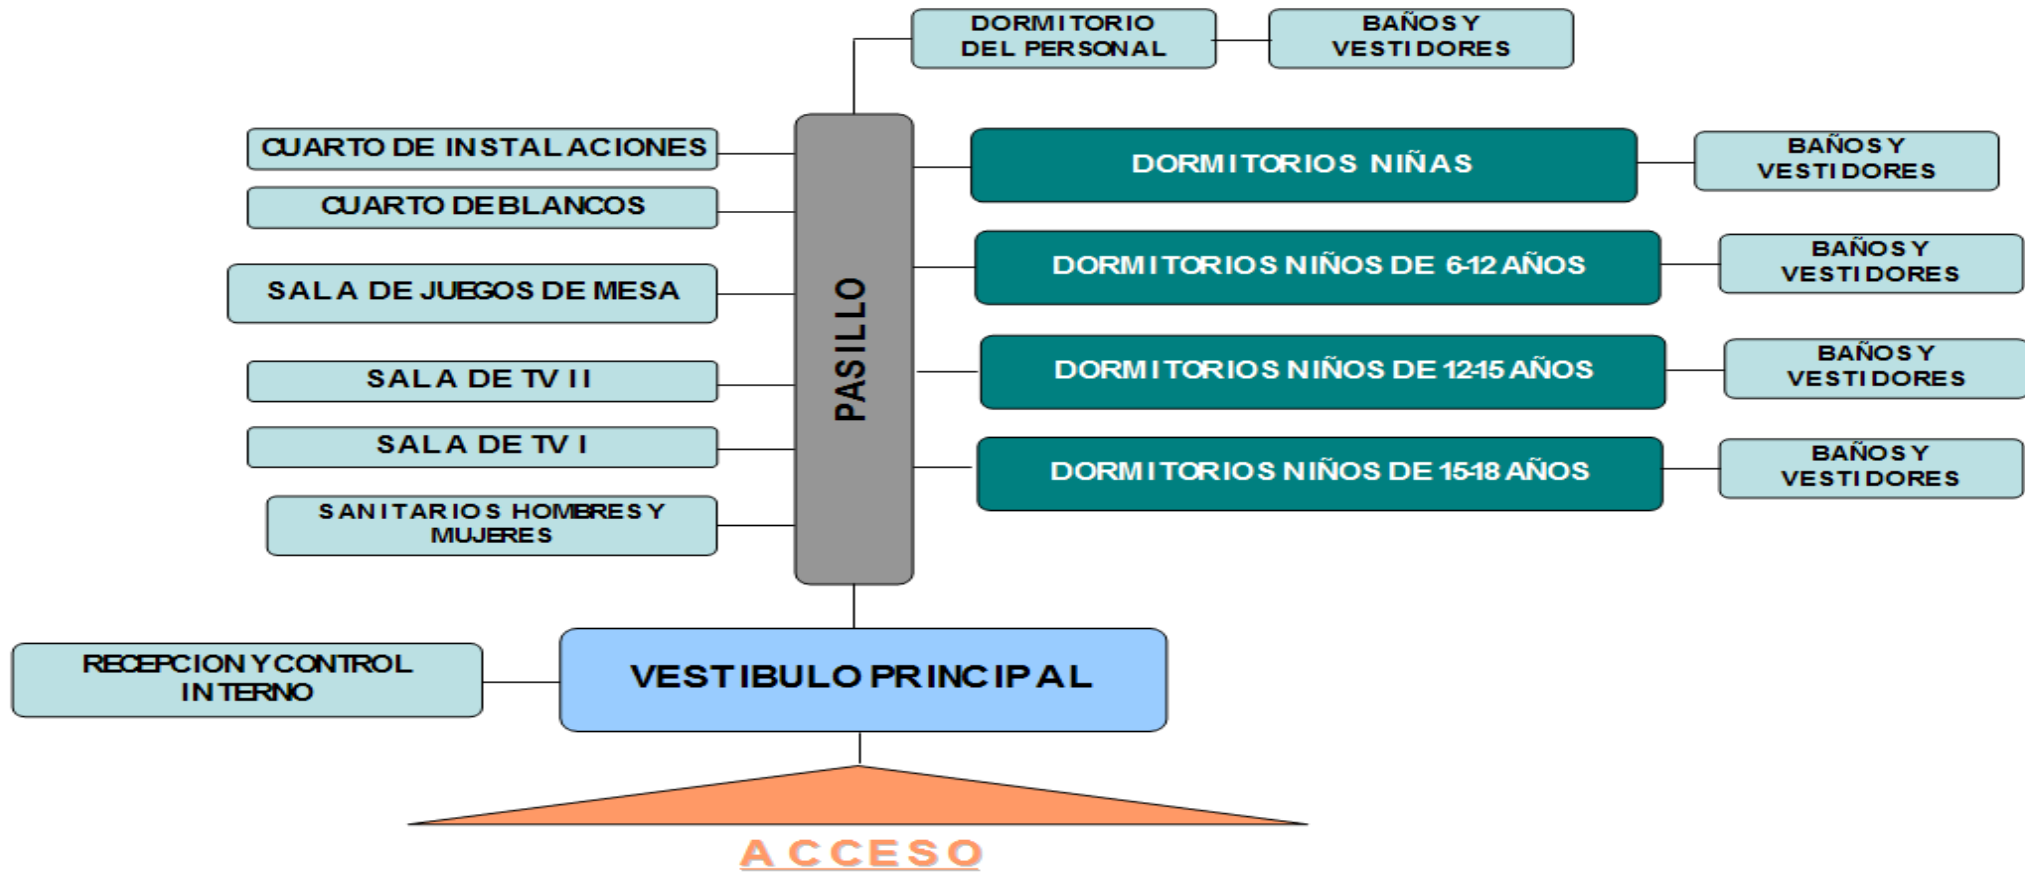 DORMITORIO
DEL PERSONAL
BAÑOS Y
VESTIDORES
CUARTO DE INSTALACIONES
CUARTO DE BLANCOS
SALA DE JUEGOS DE MESA
SALA DE TV II
SALA DE TV I
SANITARIOS HOMBRES Y
MUJERES
PASILLO
DORMITORIOS NIÑAS
BAÑOS Y
VESTIDORES
DORMITORIOS NIÑOS DE 6-12 AÑOS
BAÑOS Y
VESTIDORES
DORMITORIOS NIÑOS DE 12-15 AÑOS
BAÑOS Y
VESTIDORES
DORMITORIOS NIÑOS DE 15-18 AÑOS
BAÑOS Y
VESTIDORES
RECEPCION Y CONTROL
INTERNO
VESTIBULO PRINCIPAL
ACCESO